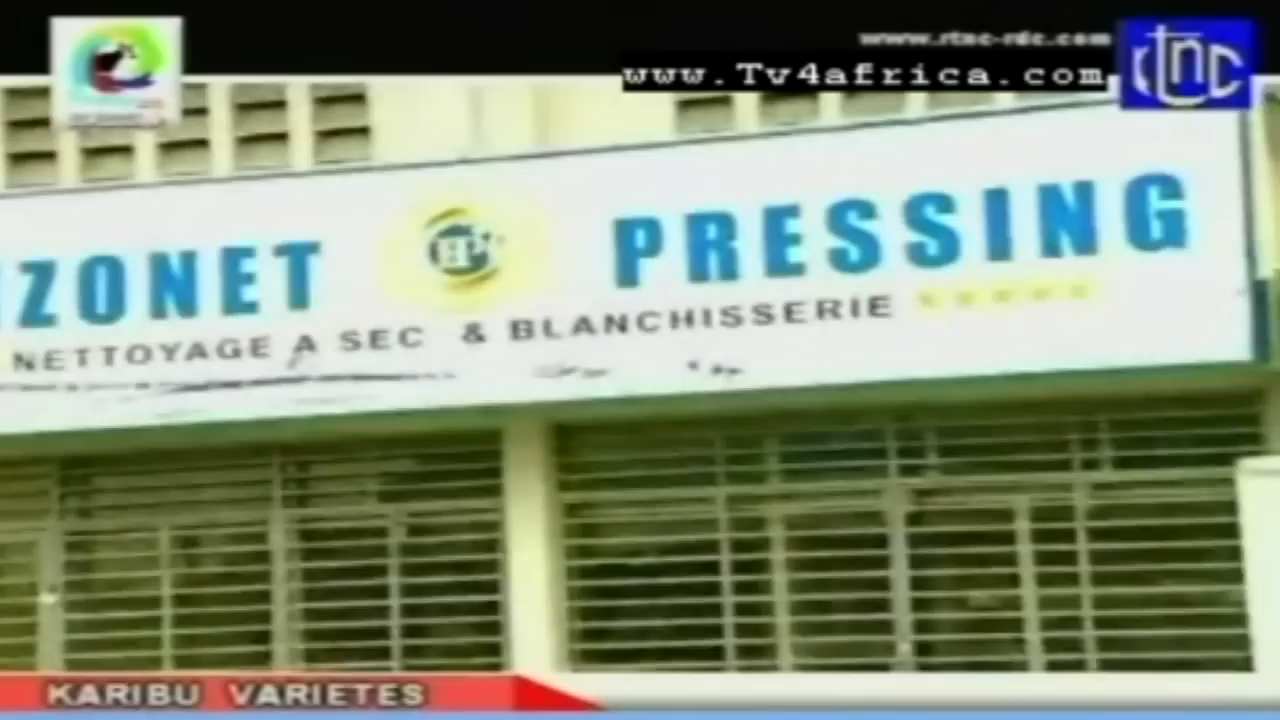 www.rtnc-rdc.com
www.Tv4africa.com
rtnc
IZONET PRESSING
NETTOYAGE A SEC & BLANCHISSERIE
KARIBU VARIETES